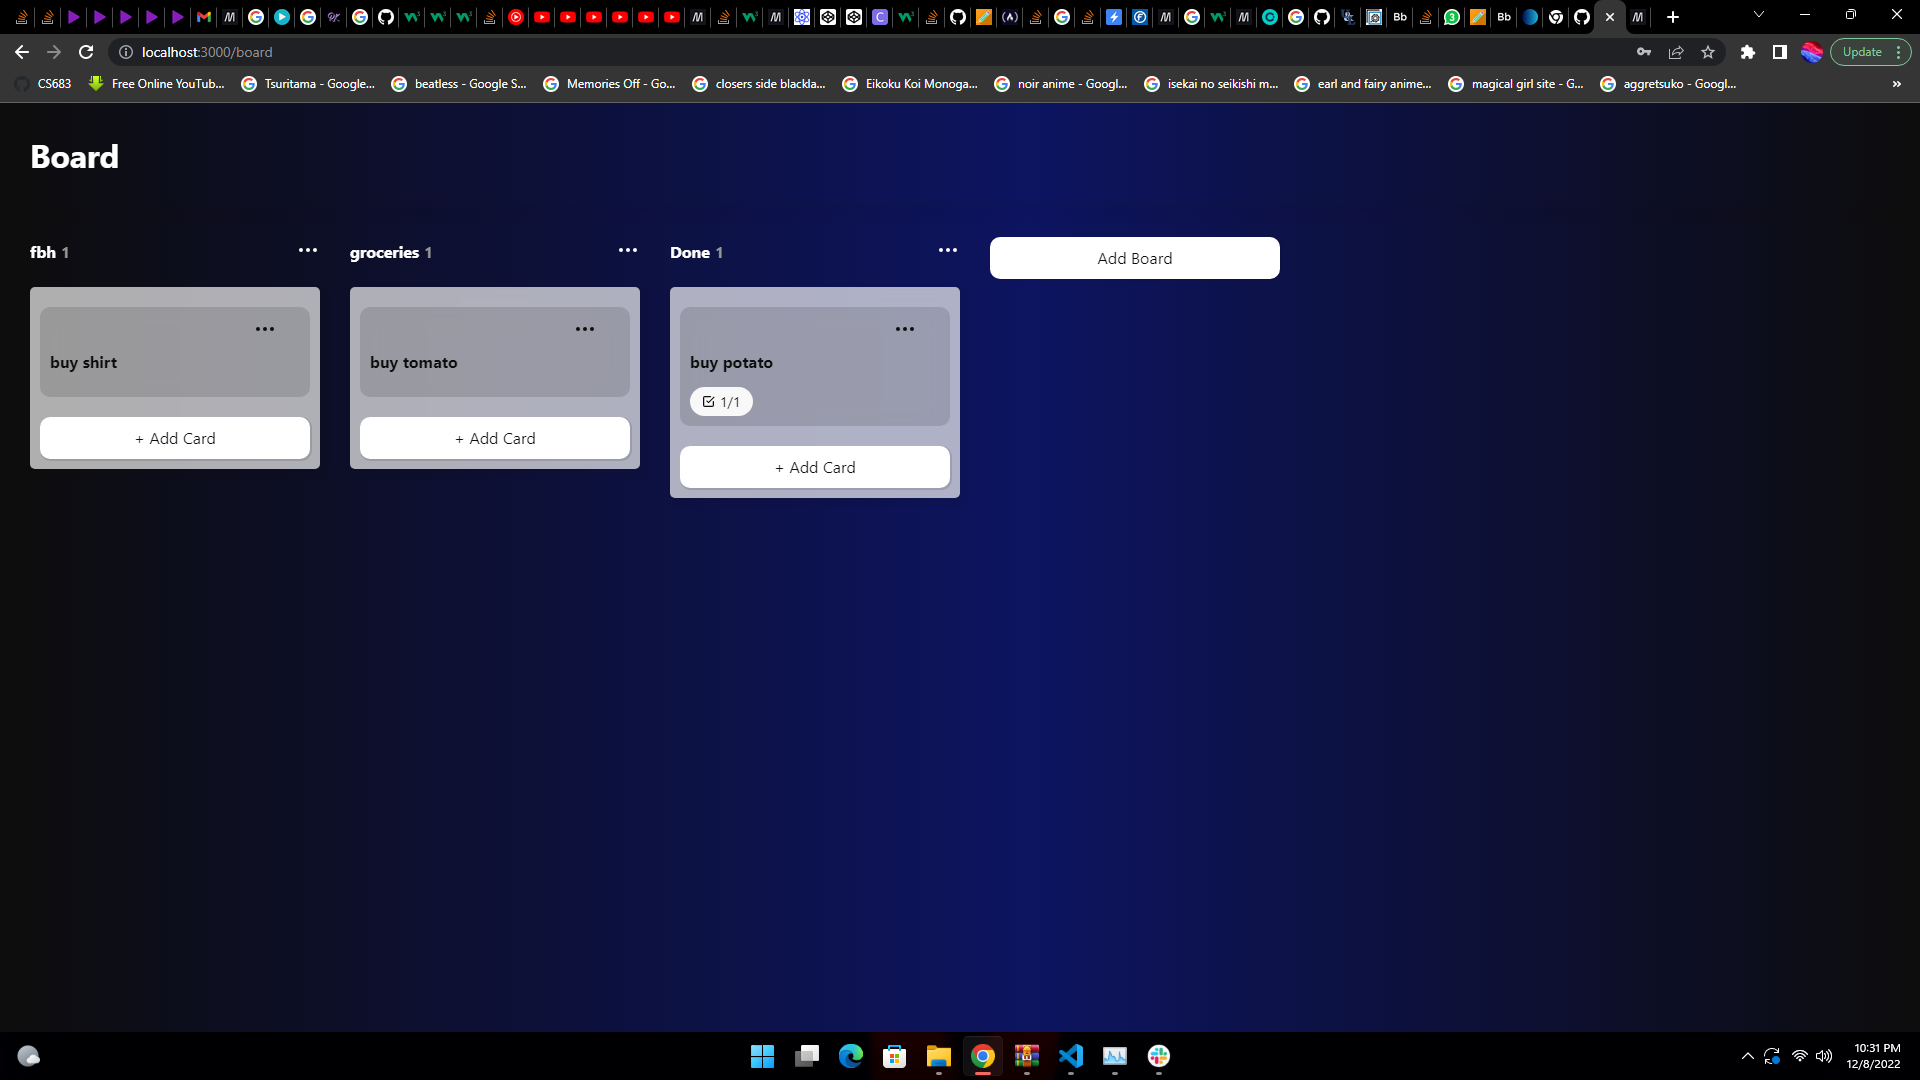 localhost:3000/board
Update
CS683
Free Online YouTub...
Tsuritama - Google...
beatless - Google S...
Memories Off - Go...
closers side blackla...
Eikoku Koi Monoga...
noir anime - Googl...
isekai no seikishi m...
earl and fairy anime...
magical girl site - G...
aggretsuko - Googl...
»
Board
fbh 1
groceries 1
Done 1
Add Board
buy shirt
buy tomato
buy potato
1/1
+ Add Card
+ Add Card
+ Add Card
10:31 PM
12/8/2022